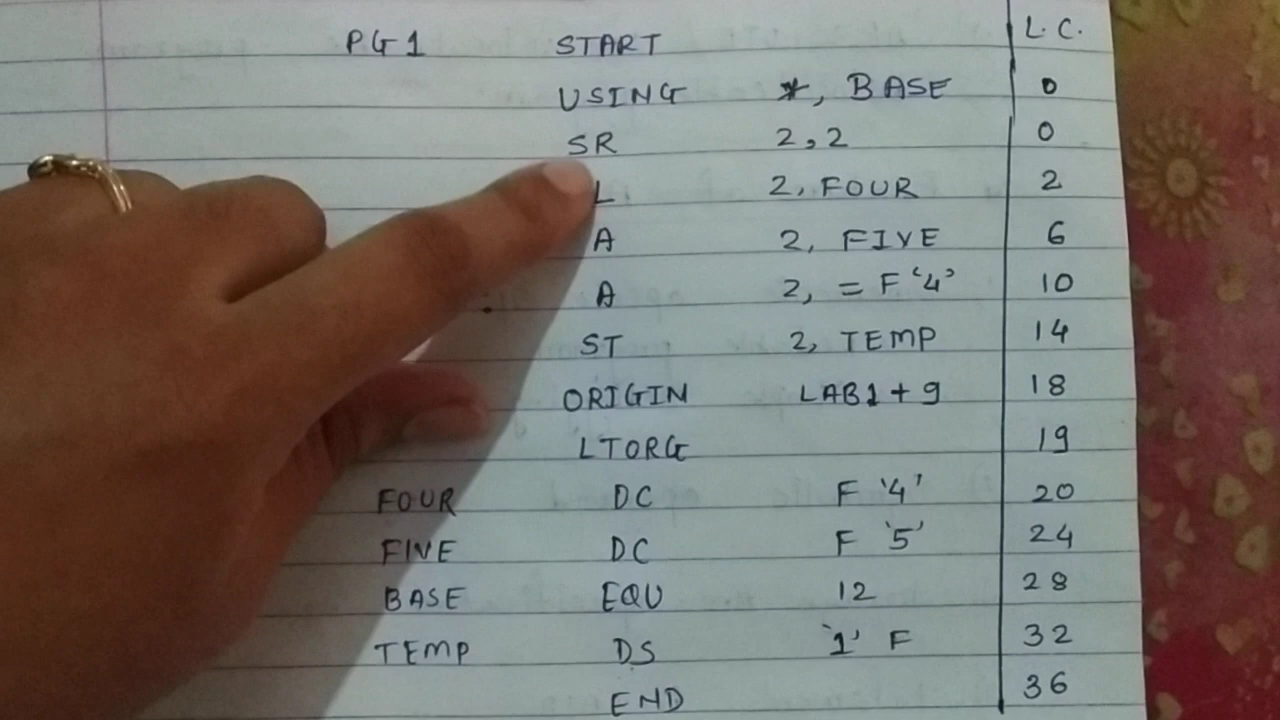 PG1 START L.C.
USING *, BASE 0
SR 2,2 0
L 2, FOUR 2
A 2, FIVE 6
A 2, = F '4' 10
ST 2, TEMP 14
ORIGIN LAB1 + 9 18
LTORG 19
FOUR DC F '4' 20
FIVE DC F '5' 24
BASE EQU 12 28
TEMP DS '1' F 32
END 36